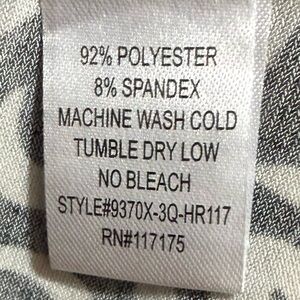 92% POLYESTER
8% SPANDEX
MACHINE WASH COLD
TUMBLE DRY LOW
NO BLEACH
STYLE#9370X-3Q-HR117
RN#117175